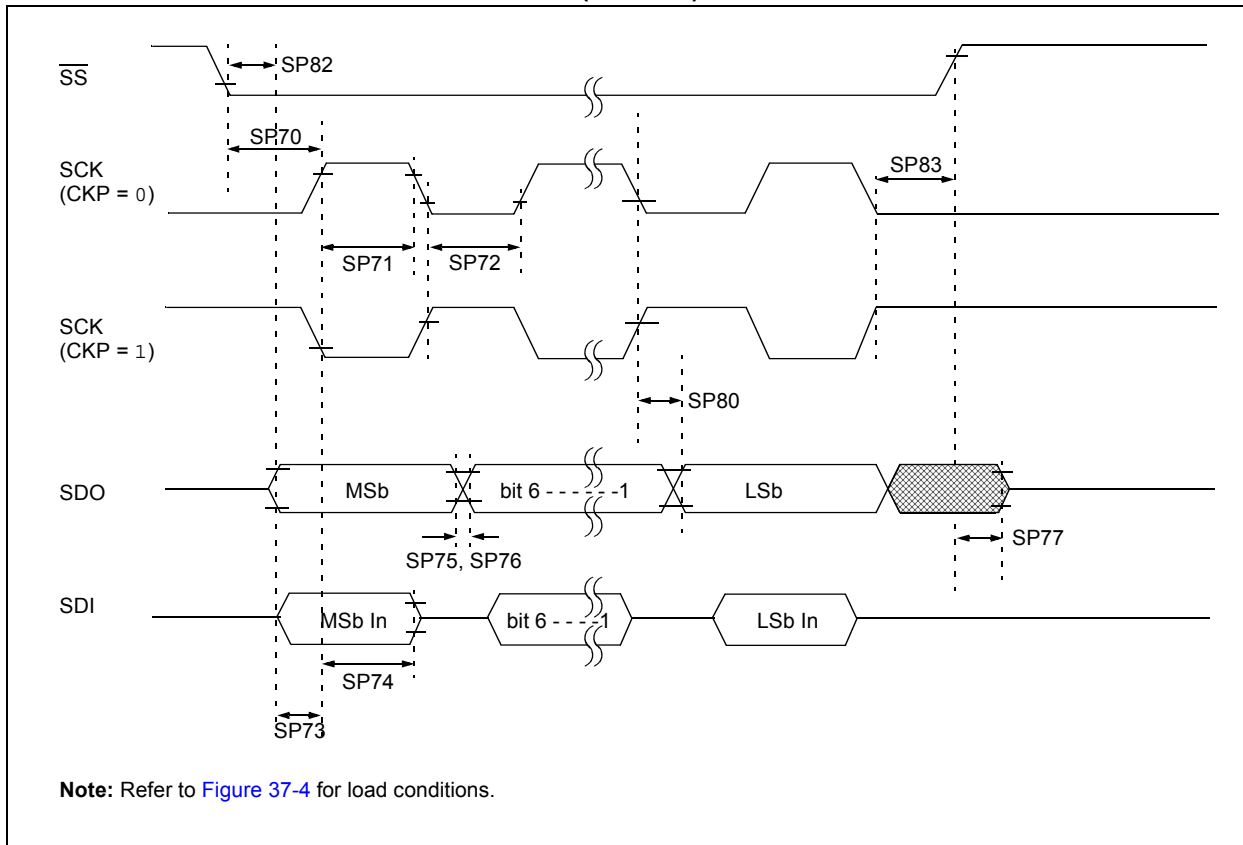 SS
SP82
SP70
SCK
(CKP = 0)
SP83
SP71
SP72
SCK
(CKP = 1)
SP80
SDO
MSb
bit 6 - - - - - -1
LSb
SP75, SP76
SP77
SDI
MSb In
bit 6 - - - -1
LSb In
SP74
SP73
Note: Refer to Figure 37-4 for load conditions.